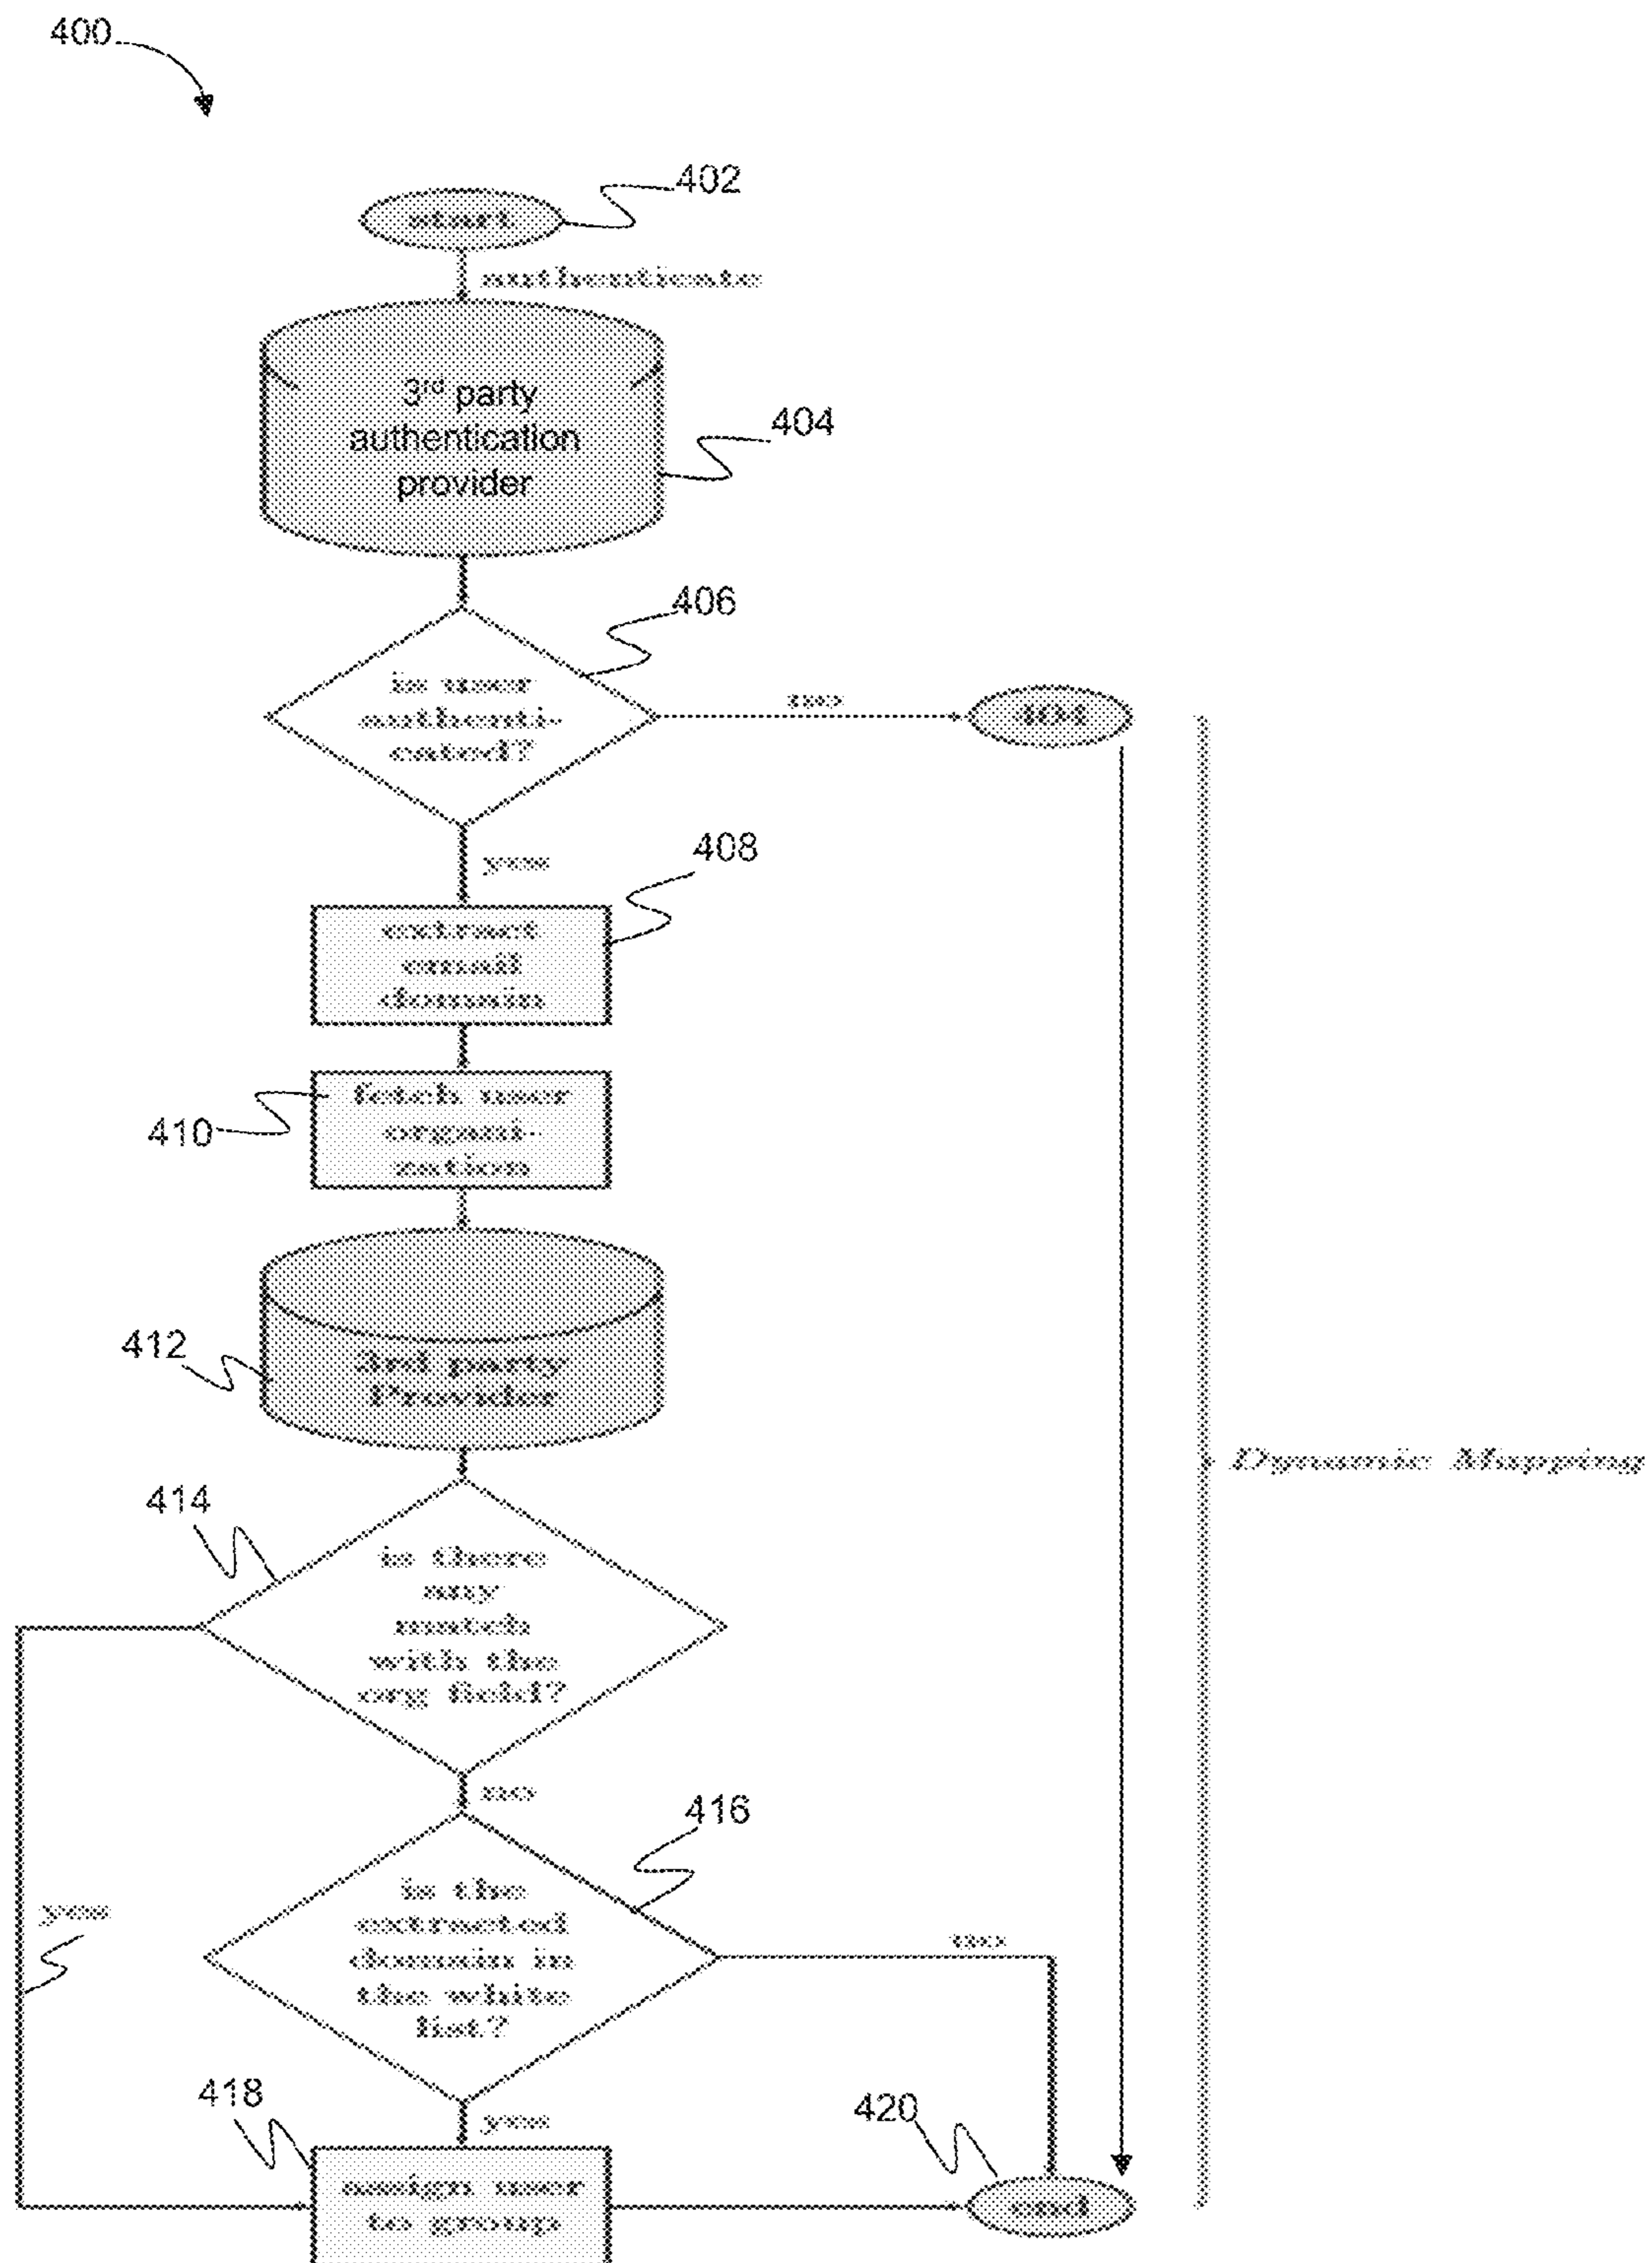 400
402
start
authenticate
3rd party
authentication
provider
404
406
is user
authenti-
cated?
no
404
yes
408
extract
email
domain
410
fetch user
organi-
zation
412
3rd party
Provider
Dynamic Mapping
414
is there
any
match
with the
org field?
no
416
yes
is the
extracted
domain in
the white
list?
no
418
yes
420
assign user
to group
end